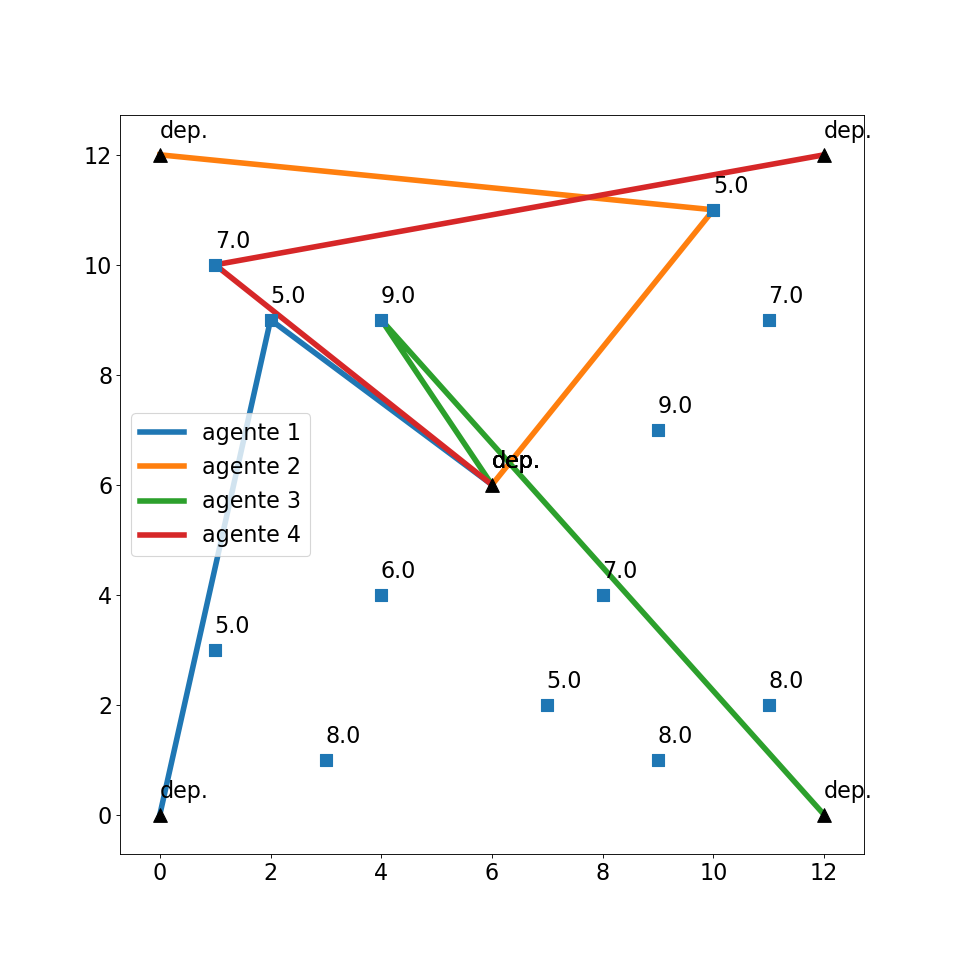 dep. dep.
12
5.0
7.0
10
5.0 9.0 7.0
8
9.0
agente 1
agente 2
dep.
6
agente 3
agente 4
6.0 7.0
4
5.0
5.0 8.0
2
8.0 8.0
dep. dep.
0
0 2 4 6 8 10 12